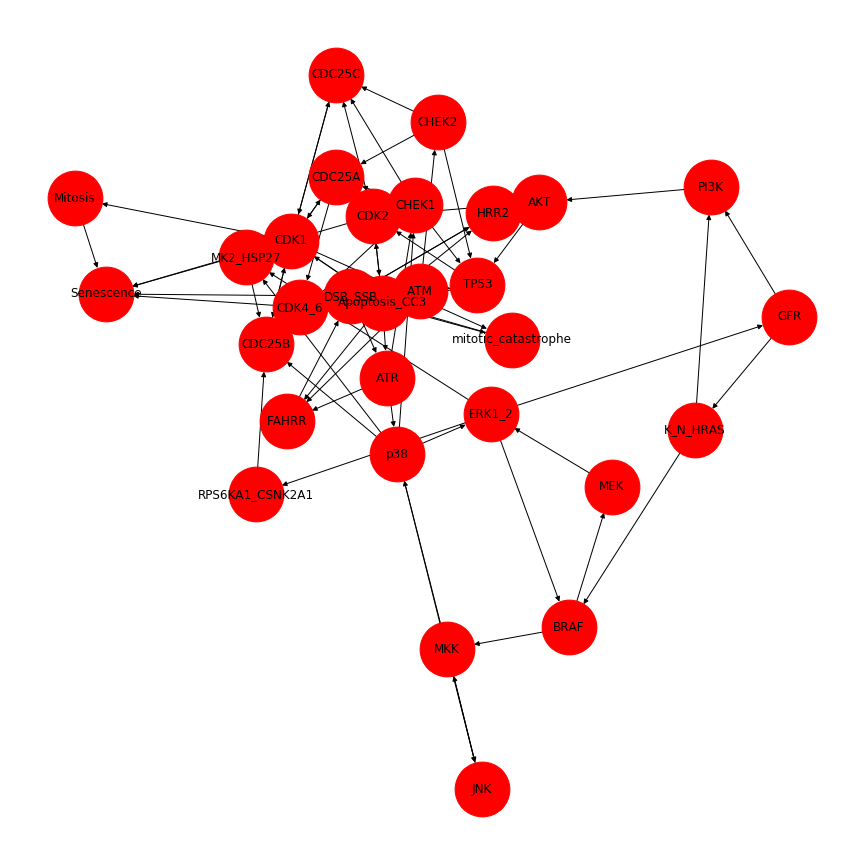 CDC25C
CHEK2
CDC25A
PI3K
Mitosis
AKT
CHEK1
HRR2
CDK2
CDK1
MK2_HSP27
TP53
ATM
Senescence
DSB_SSB
Apoptosis_CC3
CDK4_6
GFR
mitotic_catastrophe
CDC25B
ATR
ERK1_2
FAHRR
K_N_HRAS
p38
MEK
RPS6KA1_CSNK2A1
BRAF
MKK
JNK